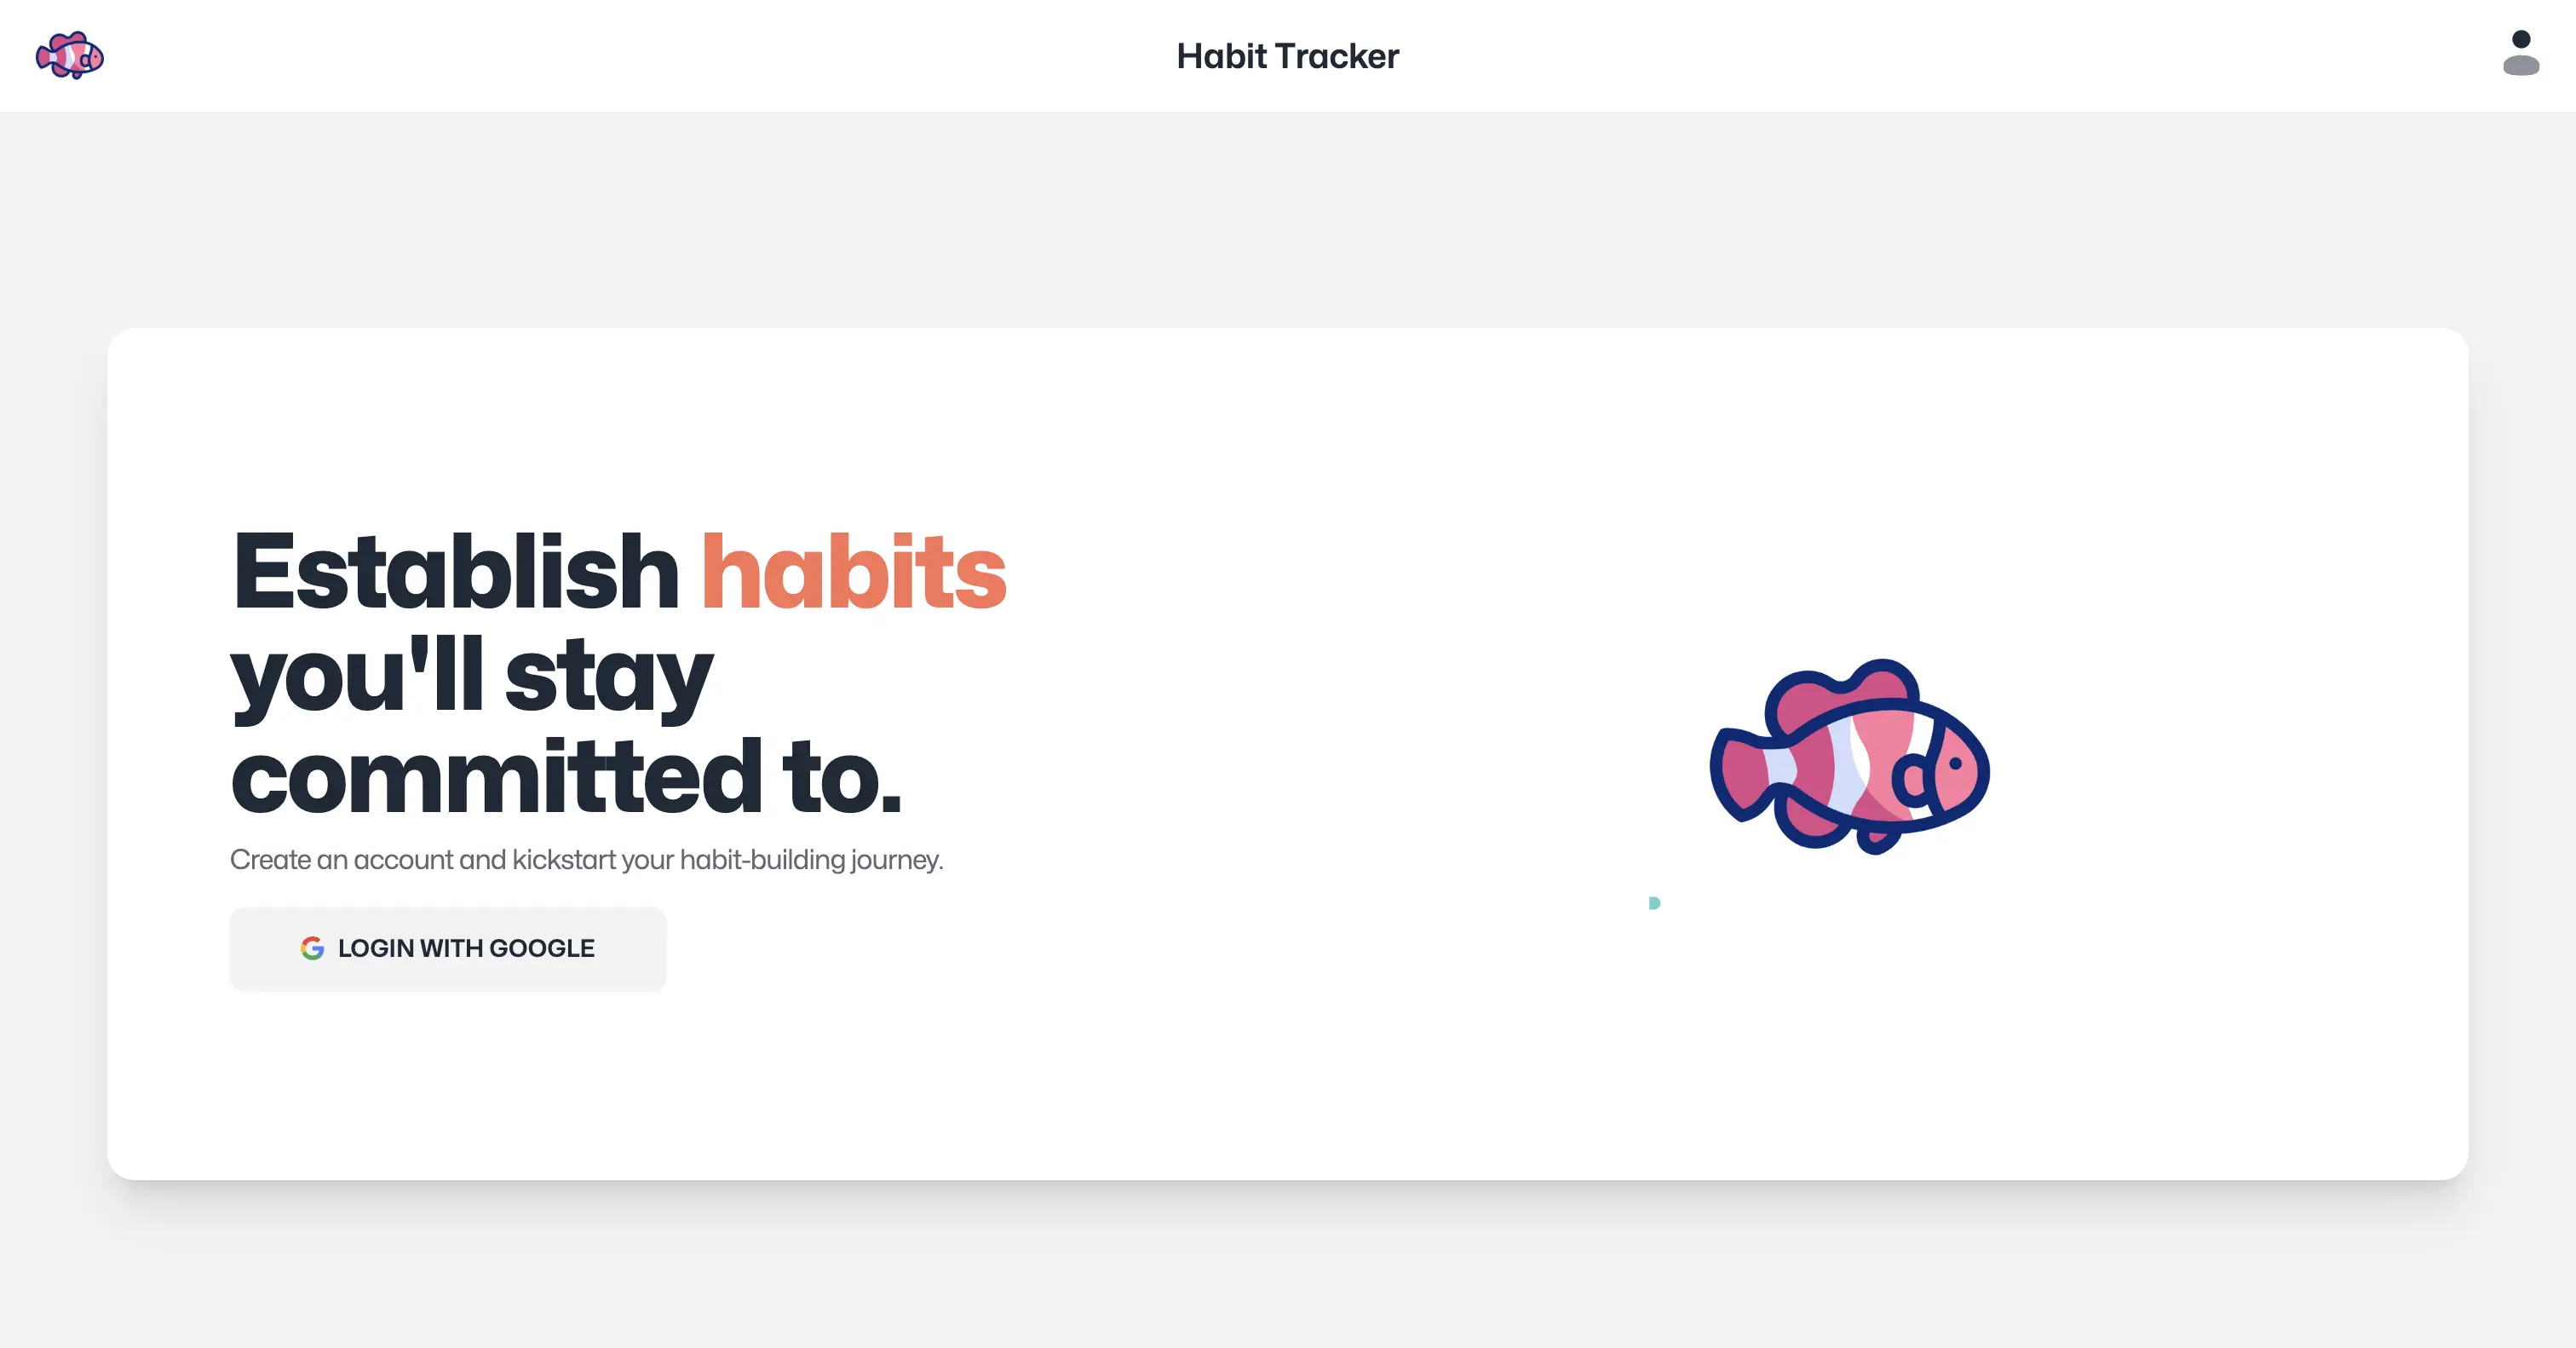 Habit Tracker
Establish habits
you'll stay
committed to.
Create an account and kickstart your habit-building journey.
LOGIN WITH GOOGLE